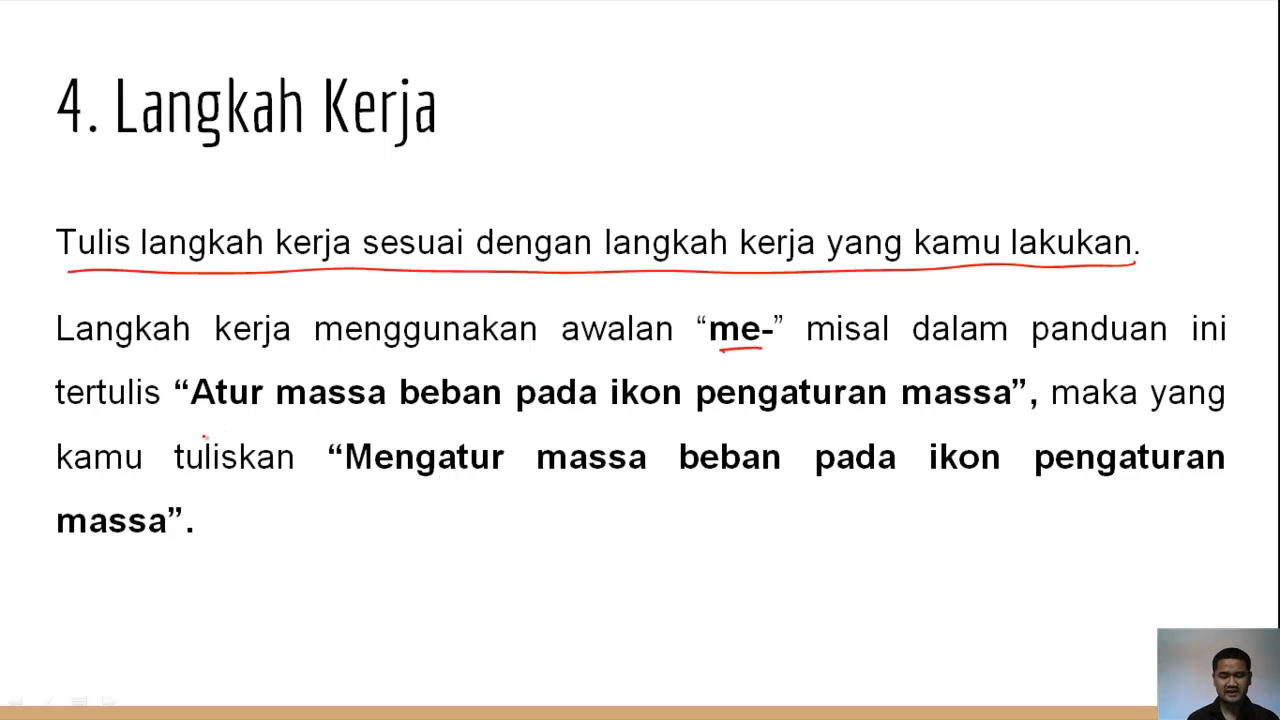 4. Langkah Kerja
Tulis langkah kerja sesuai dengan langkah kerja yang kamu lakukan.
Langkah kerja menggunakan awalan “me-” misal dalam panduan ini
tertulis “Atur massa beban pada ikon pengaturan massa”, maka yang
kamu tuliskan “Mengatur massa beban pada ikon pengaturan
massa”.